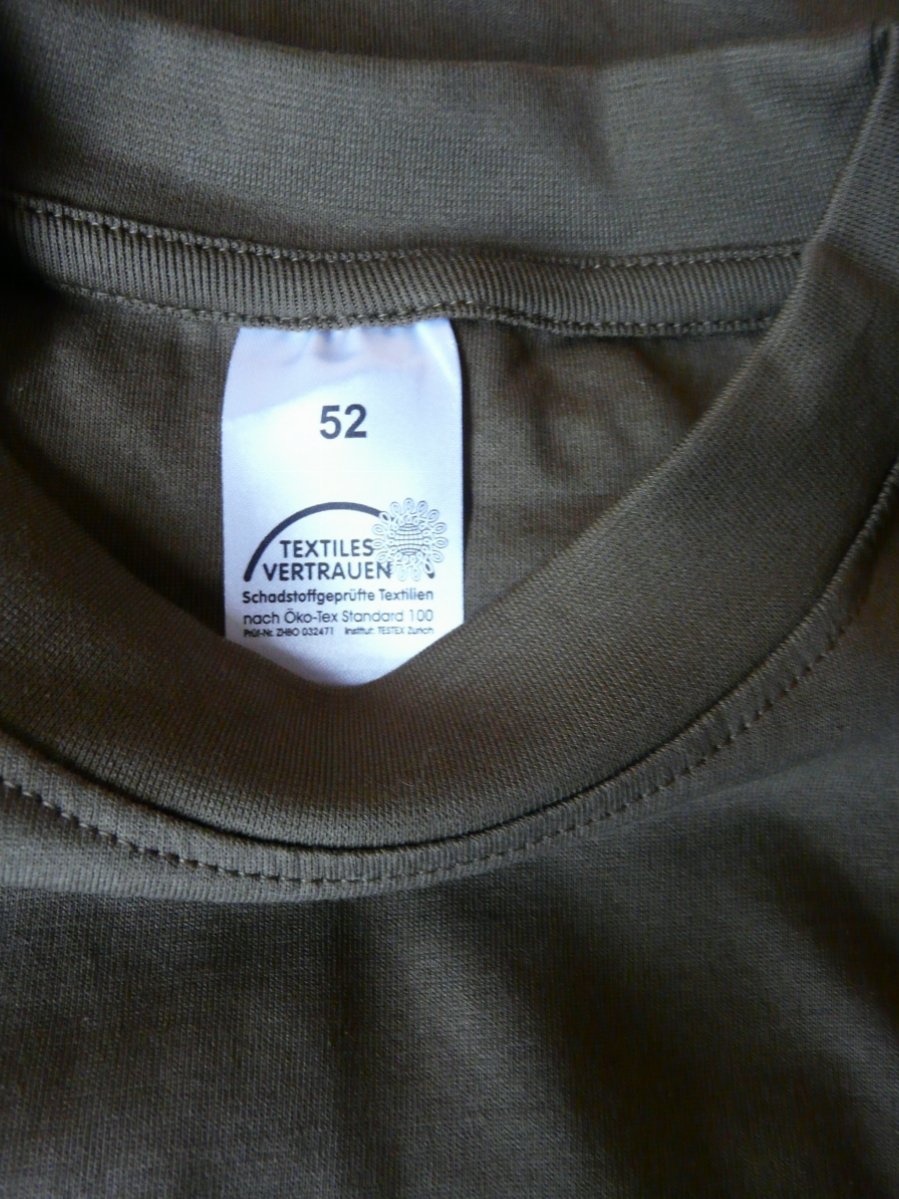 52
TEXTILES
VERTRAUEN
Schadstoffgeprüfte Textilien
nach Öko-Tex Standard 100
Prüf-Nr. ZHBO 032471 Institut: TESTEX Zürich